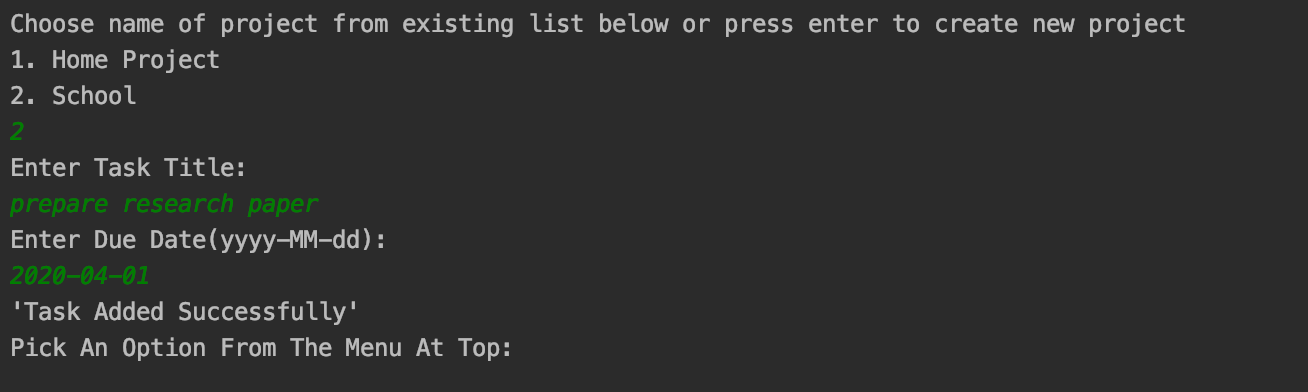 Choose name of project from existing list below or press enter to create new project
1. Home Project
2. School
2
Enter Task Title:
prepare research paper
Enter Due Date(yyyy-MM-dd):
2020-04-01
'Task Added Successfully'
Pick An Option From The Menu At Top: